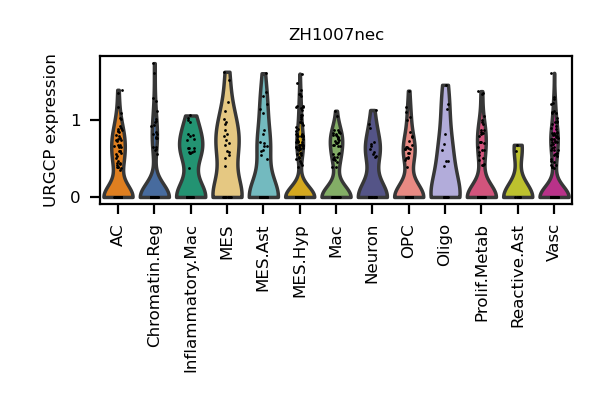 ZH1007nec
URGCP expression
1
0
AC
Chromatin.Reg
Inflammatory.Mac
MES
MES.Ast
MES.Hyp
Mac
Neuron
OPC
Oligo
Prolif.Metab
Reactive.Ast
Vasc